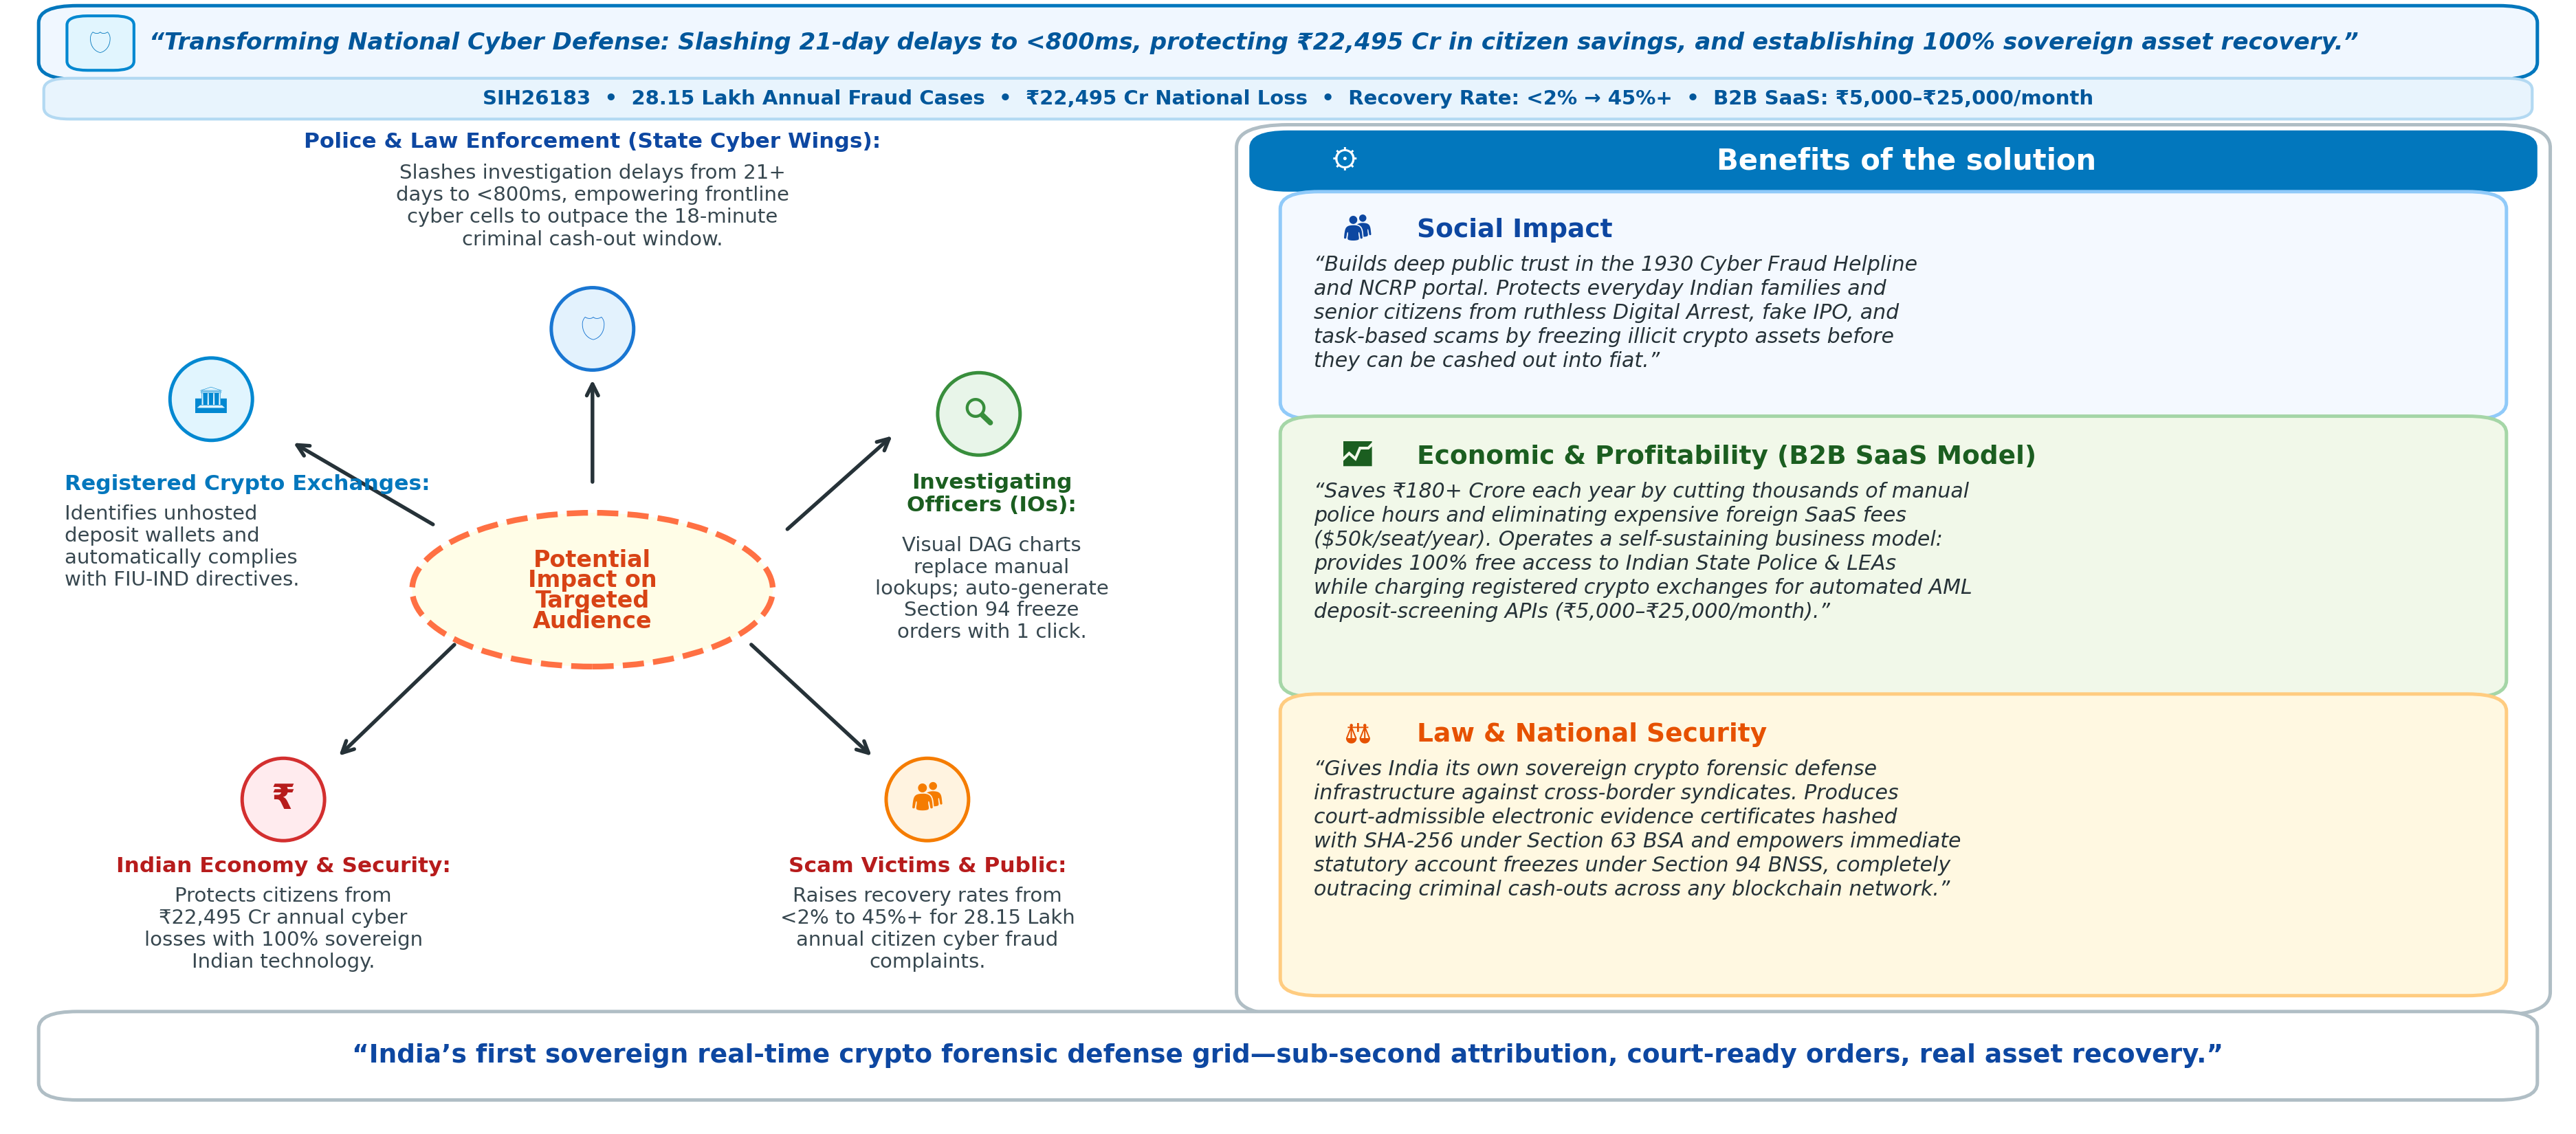 “Transforming National Cyber Defense: Slashing 21-day delays to <800ms, protecting ₹22,495 Cr in citizen savings, and establishing 100% sovereign asset recovery.”
SIH26183 • 28.15 Lakh Annual Fraud Cases • ₹22,495 Cr National Loss • Recovery Rate: <2% → 45%+ • B2B SaaS: ₹5,000–₹25,000/month
Police & Law Enforcement (State Cyber Wings):
Slashes investigation delays from 21+
days to <800ms, empowering frontline
cyber cells to outpace the 18-minute
criminal cash-out window.
Registered Crypto Exchanges:
Identifies unhosted
deposit wallets and
automatically complies
with FIU-IND directives.
Potential
Impact on
Targeted
Audience
Investigating
Officers (IOs):
Visual DAG charts
replace manual
lookups; auto-generate
Section 94 freeze
orders with 1 click.
₹
Indian Economy & Security:
Protects citizens from
₹22,495 Cr annual cyber
losses with 100% sovereign
Indian technology.
Scam Victims & Public:
Raises recovery rates from
<2% to 45%+ for 28.15 Lakh
annual citizen cyber fraud
complaints.
Benefits of the solution
Social Impact
“Builds deep public trust in the 1930 Cyber Fraud Helpline
and NCRP portal. Protects everyday Indian families and
senior citizens from ruthless Digital Arrest, fake IPO, and
task-based scams by freezing illicit crypto assets before
they can be cashed out into fiat.”
Economic & Profitability (B2B SaaS Model)
“Saves ₹180+ Crore each year by cutting thousands of manual
police hours and eliminating expensive foreign SaaS fees
($50k/seat/year). Operates a self-sustaining business model:
provides 100% free access to Indian State Police & LEAs
while charging registered crypto exchanges for automated AML
deposit-screening APIs (₹5,000–₹25,000/month).”
Law & National Security
“Gives India its own sovereign crypto forensic defense
infrastructure against cross-border syndicates. Produces
court-admissible electronic evidence certificates hashed
with SHA-256 under Section 63 BSA and empowers immediate
statutory account freezes under Section 94 BNSS, completely
outracing criminal cash-outs across any blockchain network.”
“India’s first sovereign real-time crypto forensic defense grid—sub-second attribution, court-ready orders, real asset recovery.”